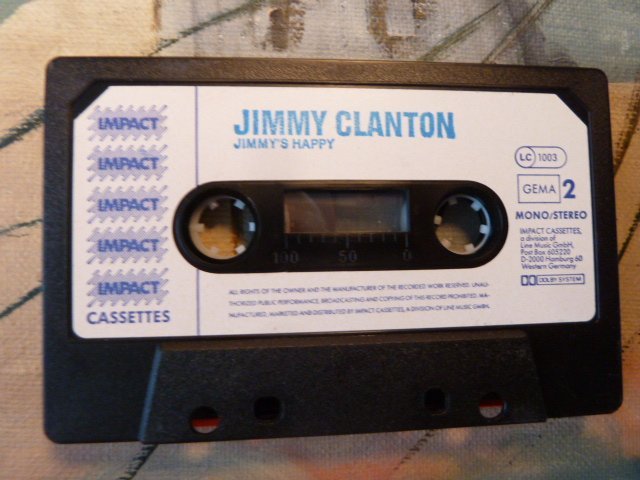 IMPACT
IMPACT
IMPACT
IMPACT
IMPACT
CASSETTES
JIMMY CLANTON
JIMMY'S HAPPY
LC 1003
GEMA 2
MONO/STEREO
IMPACT CASSETTES,
a division of
Line Music GmbH,
Post Box 605220
D-2000 Hamburg 60
Western Germany
DOLBY SYSTEM
100 50 0
ALL RIGHTS OF THE OWNER AND THE MANUFACTURER OF THE RECORDED WORK RESERVED. UNAU-
THORIZED PUBLIC PERFORMANCE, BROADCASTING AND COPYING OF THIS RECORD PROHIBITED. MA-
NUFACTURED, MARKETED AND DISTRIBUTED BY IMPACT CASSETTES, A DIVISION OF LINE MUSIC GMBH.